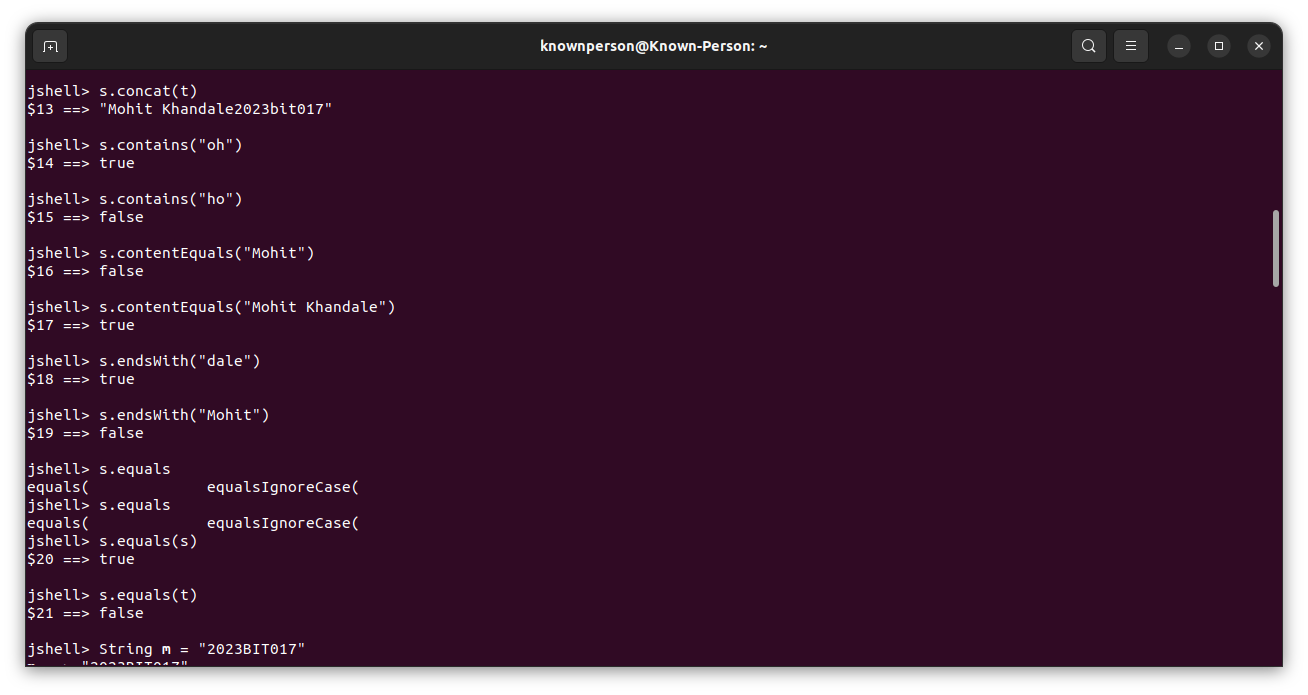 knownperson@Known-Person: ~
jshell> s.concat(t)
$13 ==> "Mohit Khandale2023bit017"
jshell> s.contains("oh")
$14 ==> true
jshell> s.contains("ho")
$15 ==> false
jshell> s.contentEquals("Mohit")
$16 ==> false
jshell> s.contentEquals("Mohit Khandale")
$17 ==> true
jshell> s.endsWith("dale")
$18 ==> true
jshell> s.endsWith("Mohit")
$19 ==> false
jshell> s.equals
equals(             equalsIgnoreCase(
jshell> s.equals
equals(             equalsIgnoreCase(
jshell> s.equals(s)
$20 ==> true
jshell> s.equals(t)
$21 ==> false
jshell> String m = "2023BIT017"
"2023BIT017"